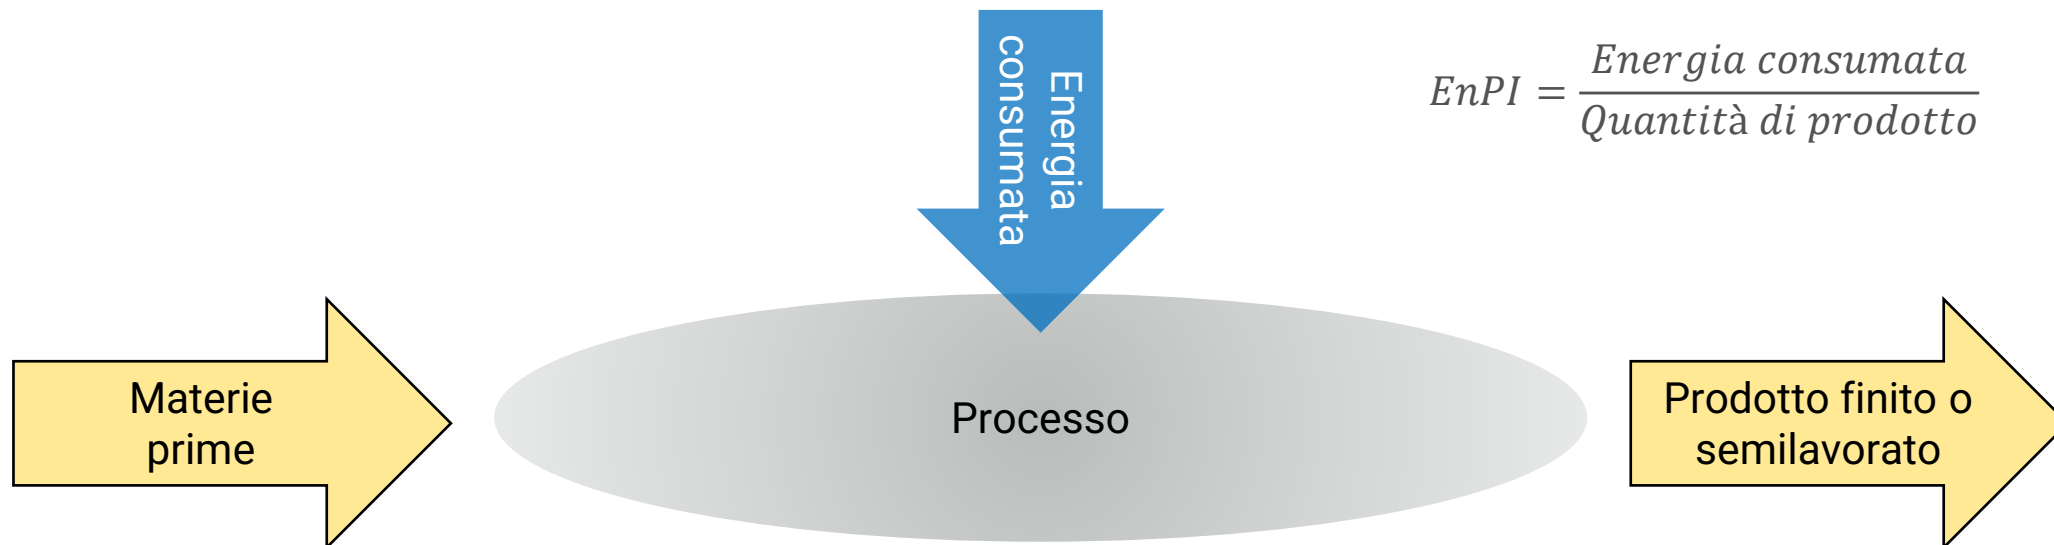 Energia
consumata
EnPI = Energia consumata / Quantità di prodotto
Materie
prime
Processo
Prodotto finito o
semilavorato